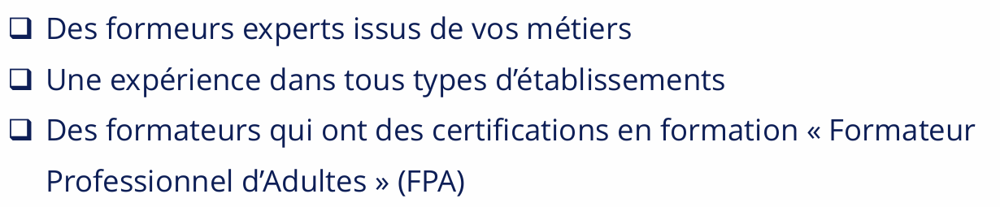 ❑ Des formeurs experts issus de vos métiers
❑ Une expérience dans tous types d’établissements
❑ Des formateurs qui ont des certifications en formation « Formateur
Professionnel d’Adultes » (FPA)